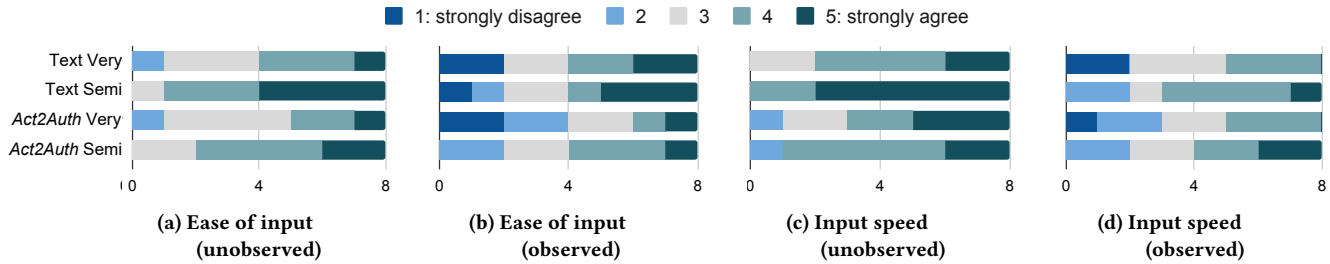 1: strongly disagree 2 3 4 5: strongly agree
Text Very
Text Semi
Act2Auth Very
Act2Auth Semi
0 4 8 0 4 8 0 4 8 0 4 8
(a) Ease of input (b) Ease of input (c) Input speed (d) Input speed
(unobserved) (observed) (unobserved) (observed)